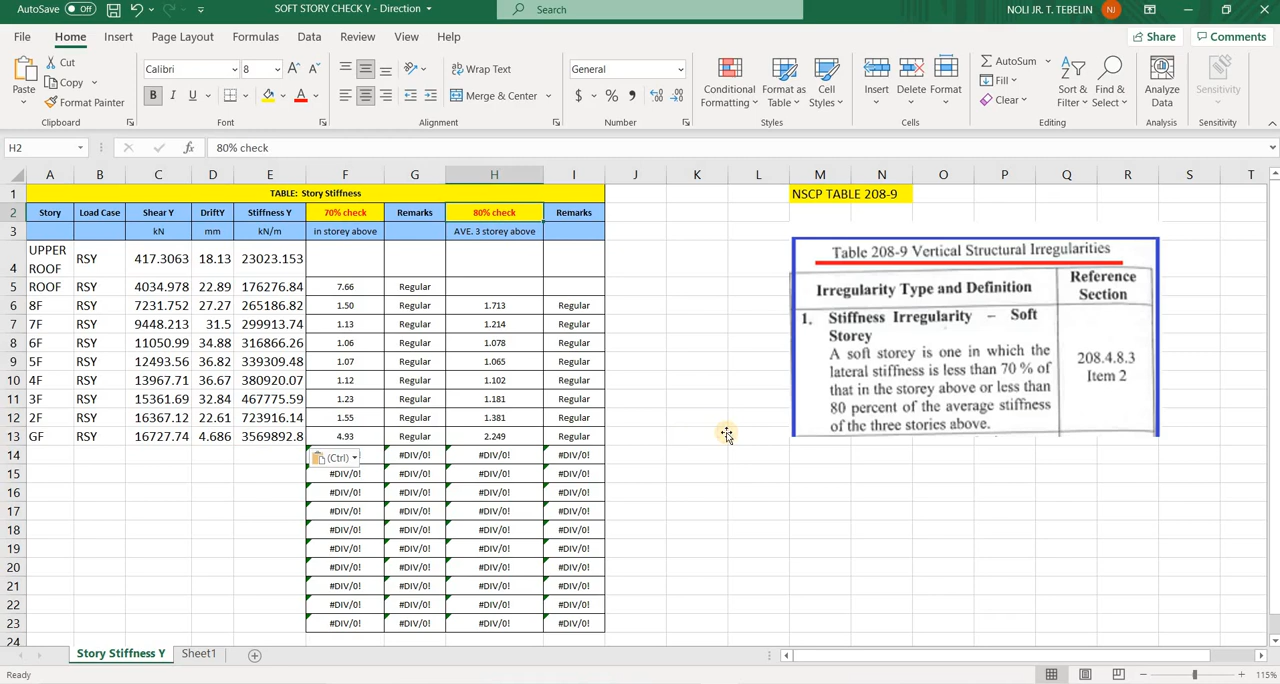 AutoSave Off SOFT STORY CHECK Y - Direction Search NOLI JR. T. TEBELIN NJ
File Home Insert Page Layout Formulas Data Review View Help Share Comments
Paste Cut Copy Format Painter Clipboard
Calibri 8 A A B I U A Font
Wrap Text Merge & Center Alignment
General $ % Number
Conditional Formatting Format as Table Cell Styles Styles
Insert Delete Format Cells
AutoSum Fill Clear Sort & Filter Find & Select Editing
Analyze Data Analysis
Sensitivity Sensitivity
H2 fx 80% check
A B C D E F G H I J K L M N O P Q R S T
1 TABLE: Story Stiffness NSCP TABLE 208-9
2 Story Load Case Shear Y DriftY Stiffness Y 70% check Remarks 80% check Remarks
3 kN mm kN/m in storey above AVE. 3 storey above
4 UPPER ROOF RSY 417.3063 18.13 23023.153
5 ROOF RSY 4034.978 22.89 176276.84 7.66 Regular
6 8F RSY 7231.752 27.27 265186.82 1.50 Regular 1.713 Regular
7 7F RSY 9448.213 31.5 299913.74 1.13 Regular 1.214 Regular
8 6F RSY 11050.99 34.88 316866.26 1.06 Regular 1.078 Regular
9 5F RSY 12493.56 36.82 339309.48 1.07 Regular 1.065 Regular
10 4F RSY 13967.71 36.67 380920.07 1.12 Regular 1.102 Regular
11 3F RSY 15361.69 32.84 467775.59 1.23 Regular 1.181 Regular
12 2F RSY 16367.12 22.61 723905.14 1.55 Regular 1.381 Regular
13 GF RSY 16727.74 4.686 3569892.8 4.93 Regular 2.249 Regular
14 (Ctrl) #DIV/0! #DIV/0! #DIV/0!
15 #DIV/0! #DIV/0! #DIV/0! #DIV/0!
16 #DIV/0! #DIV/0! #DIV/0! #DIV/0!
17 #DIV/0! #DIV/0! #DIV/0! #DIV/0!
18 #DIV/0! #DIV/0! #DIV/0! #DIV/0!
19 #DIV/0! #DIV/0! #DIV/0! #DIV/0!
20 #DIV/0! #DIV/0! #DIV/0! #DIV/0!
21 #DIV/0! #DIV/0! #DIV/0! #DIV/0!
22 #DIV/0! #DIV/0! #DIV/0! #DIV/0!
23 #DIV/0! #DIV/0! #DIV/0! #DIV/0!
24
Table 208-9 Vertical Structural Irregularities
Irregularity Type and Definition Reference Section
1. Stiffness Irregularity – Soft
Storey
A soft storey is one in which the
lateral stiffness is less than 70 % of
that in the storey above or less than
80 percent of the average stiffness
of the three stories above.
208.4.8.3
Item 2
Story Stiffness Y Sheet1
Ready 115%